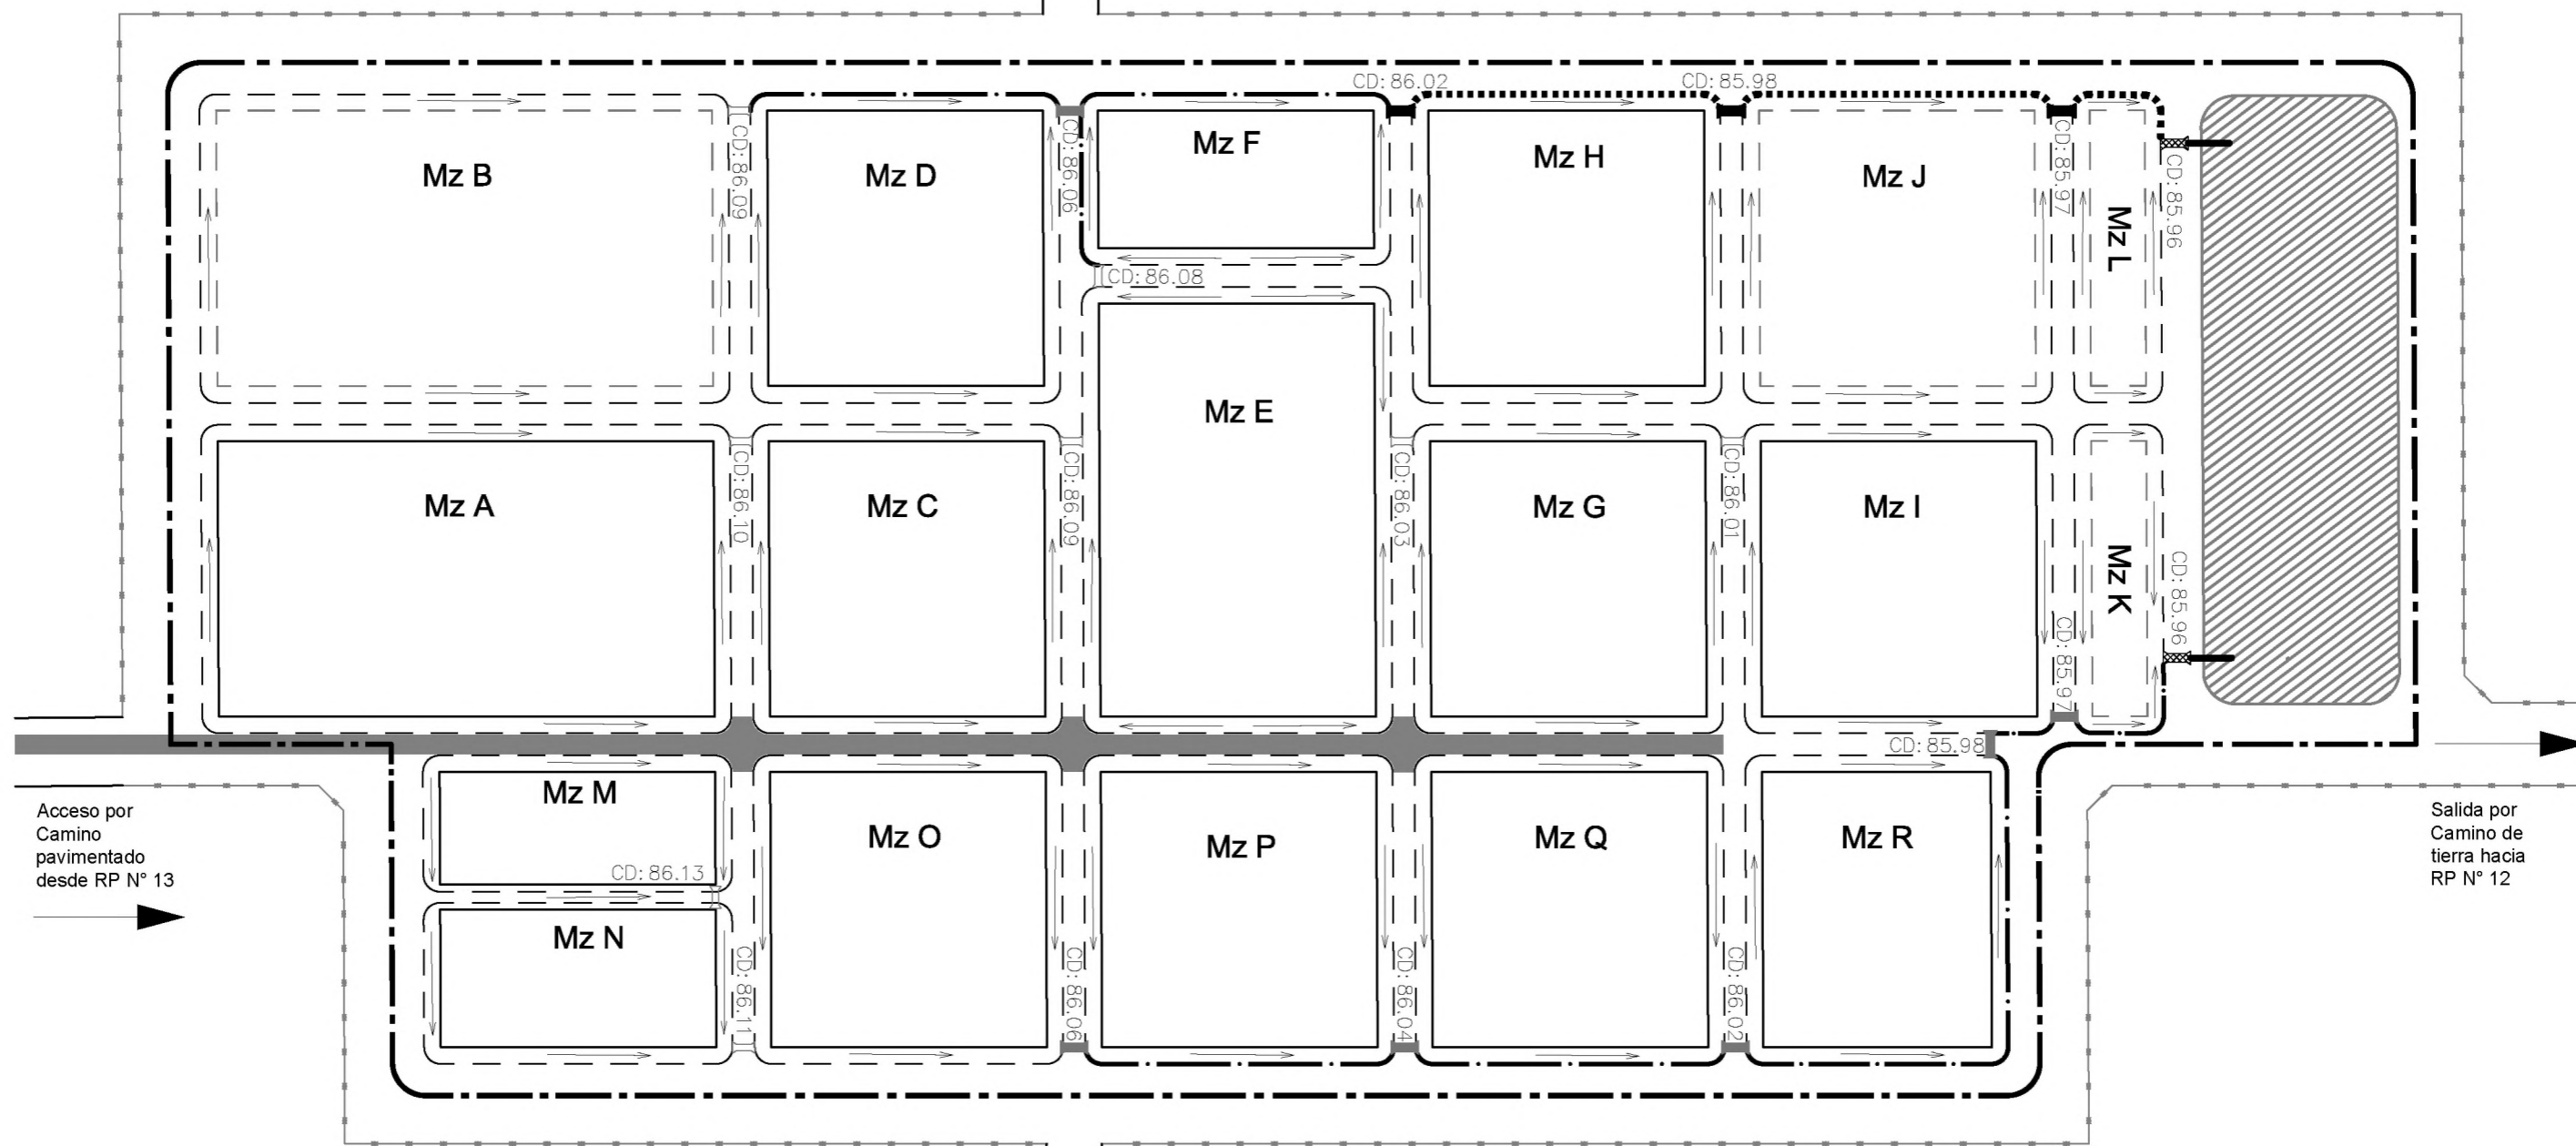 CD: 86.02
CD: 85.98
Mz B
CD: 86.09
Mz D
CD: 86.06
Mz F
Mz H
Mz J
CD: 85.97
Mz L
CD: 85.96
CD: 86.08
Mz E
Mz A
CD: 86.10
Mz C
CD: 86.09
CD: 86.03
Mz G
CD: 86.01
Mz I
CD: 85.97
Mz K
CD: 85.96
CD: 85.98
Acceso por
Camino
pavimentado
desde RP N° 13
Mz M
CD: 86.13
Mz N
CD: 86.11
Mz O
CD: 86.06
Mz P
CD: 86.04
Mz Q
CD: 86.02
Mz R
Salida por
Camino de
tierra hacia
RP N° 12